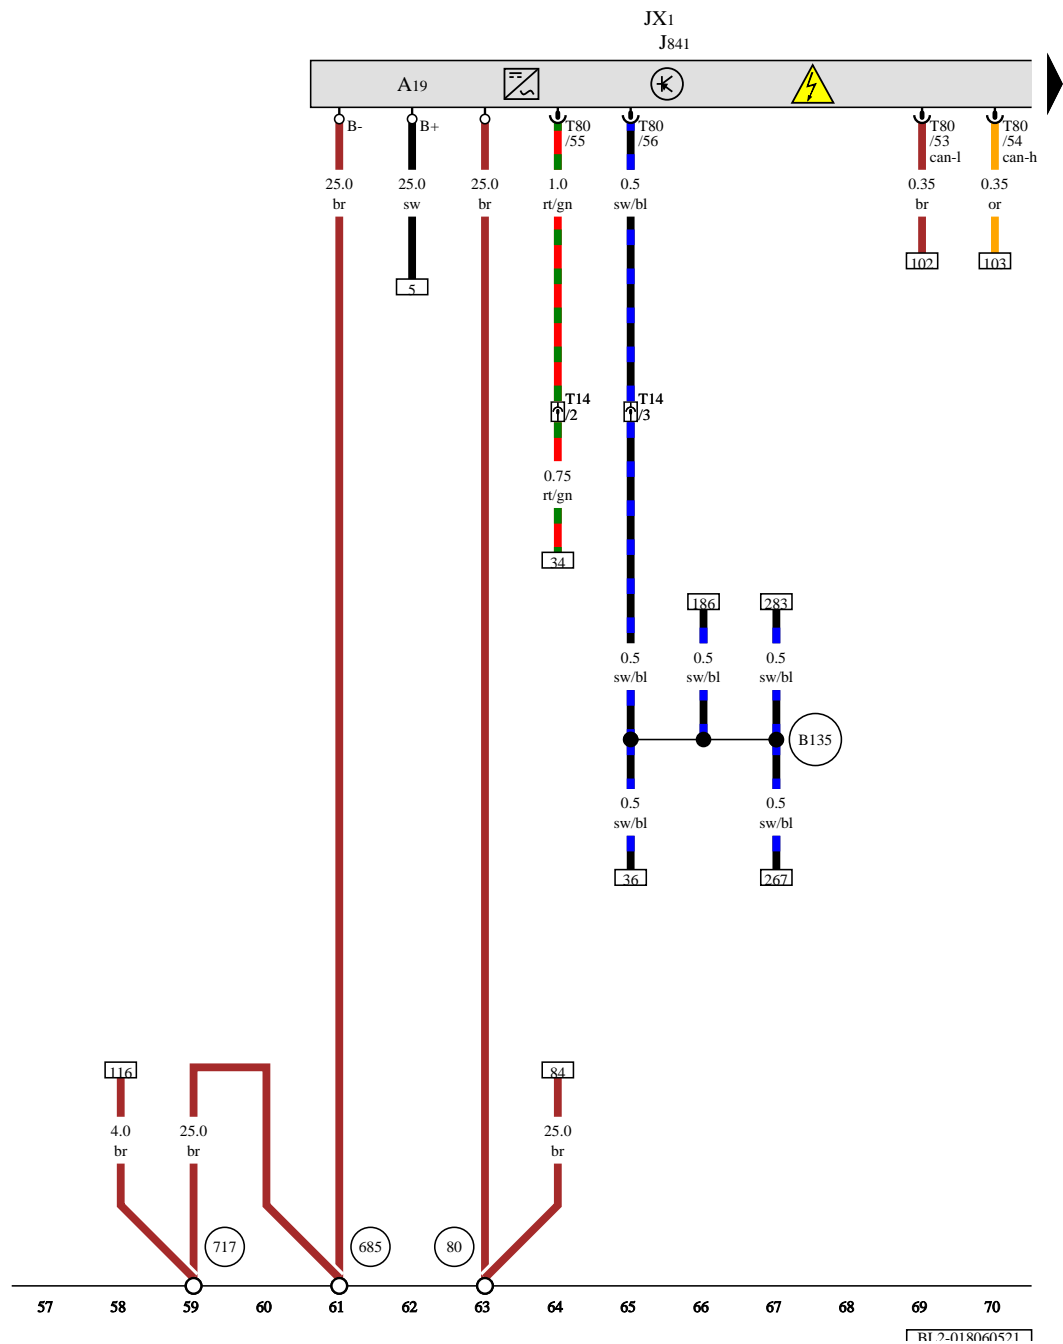 JX1
J841
A19
B-
B+
T80
/55
T80
/56
T80
/53
can-l
T80
/54
can-h
25.0
br
25.0
sw
25.0
br
1.0
rt/gn
0.5
sw/bl
0.35
br
0.35
or
102
103
5
T14
/2
T14
/3
0.75
rt/gn
34
186
283
0.5
sw/bl
0.5
sw/bl
0.5
sw/bl
B135
0.5
sw/bl
0.5
sw/bl
36
267
116
84
4.0
br
25.0
br
25.0
br
717
685
80
57 58 59 60 61 62 63 64 65 66 67 68 69 70
BL2-018060521